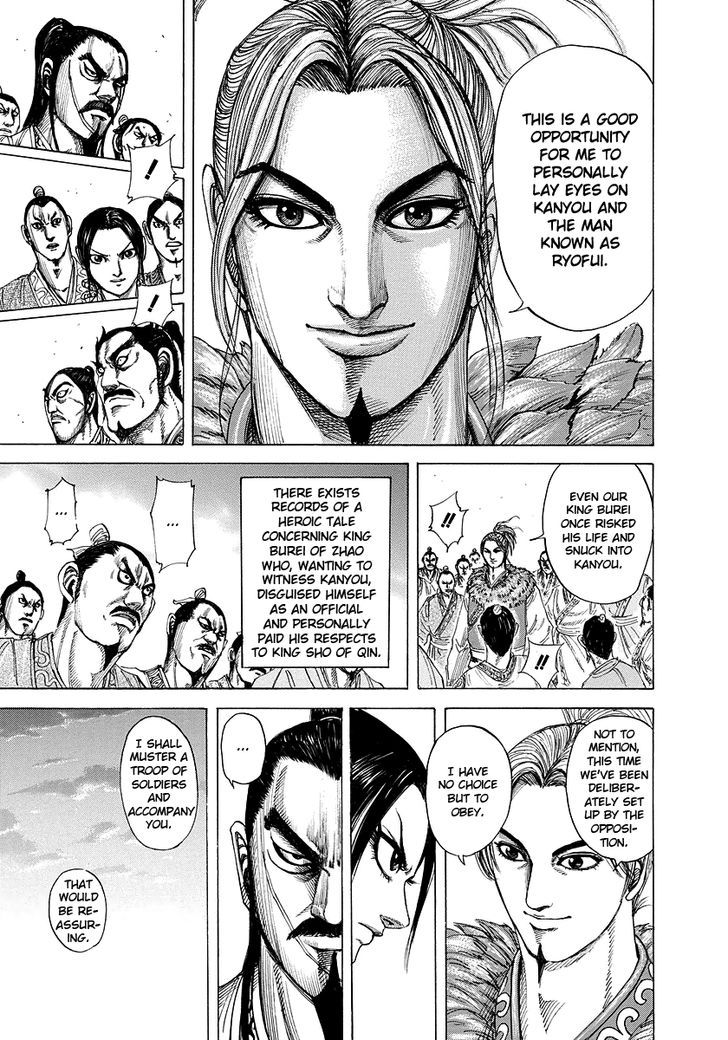 THIS IS A GOOD
OPPORTUNITY
FOR ME TO
PERSONALLY
LAY EYES ON
KANYOU AND
THE MAN
KNOWN AS
RYOFUI.
!
!
EVEN OUR
KING BUREI
ONCE RISKED
HIS LIFE AND
SNUCK INTO
KANYOU.
!!
!!
THERE EXISTS
RECORDS OF A
HEROIC TALE
CONCERNING KING
BUREI OF ZHAO
WHO, WANTING TO
WITNESS KANYOU,
DISGUISED HIMSELF
AS AN OFFICIAL
AND PERSONALLY
PAID HIS RESPECTS
TO KING SHO OF QIN.
...
...
NOT TO
MENTION,
THIS TIME
WE'VE BEEN
DELIBER-
ATELY SET
UP BY THE
OPPOSI-
TION.
I HAVE
NO CHOICE
BUT TO
OBEY.
...
I SHALL
MUSTER A
TROOP OF
SOLDIERS
AND
ACCOMPANY
YOU.
THAT
WOULD
BE RE-
ASSUR-
ING.